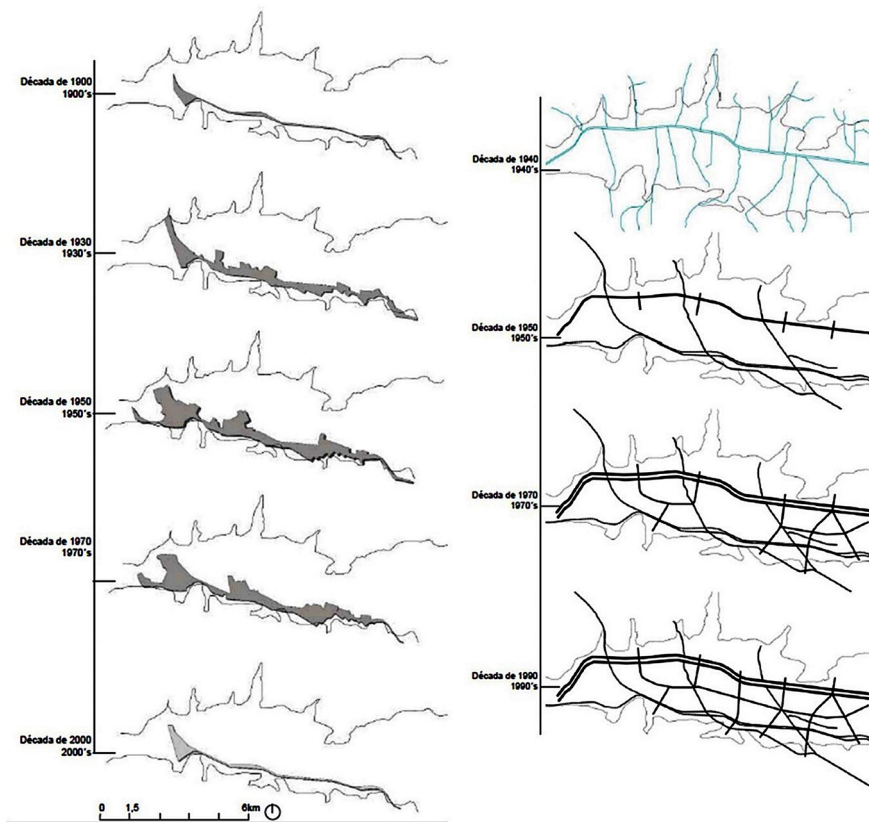 Década de 1900
1900´s
Década de 1930
1930´s
Década de 1950
1950´s
Década de 1970
1970´s
Década de 2000
2000´s
0 1,5 6km
Década de 1940
1940´s
Década de 1950
1950´s
Década de 1970
1970´s
Década de 1990
1990´s